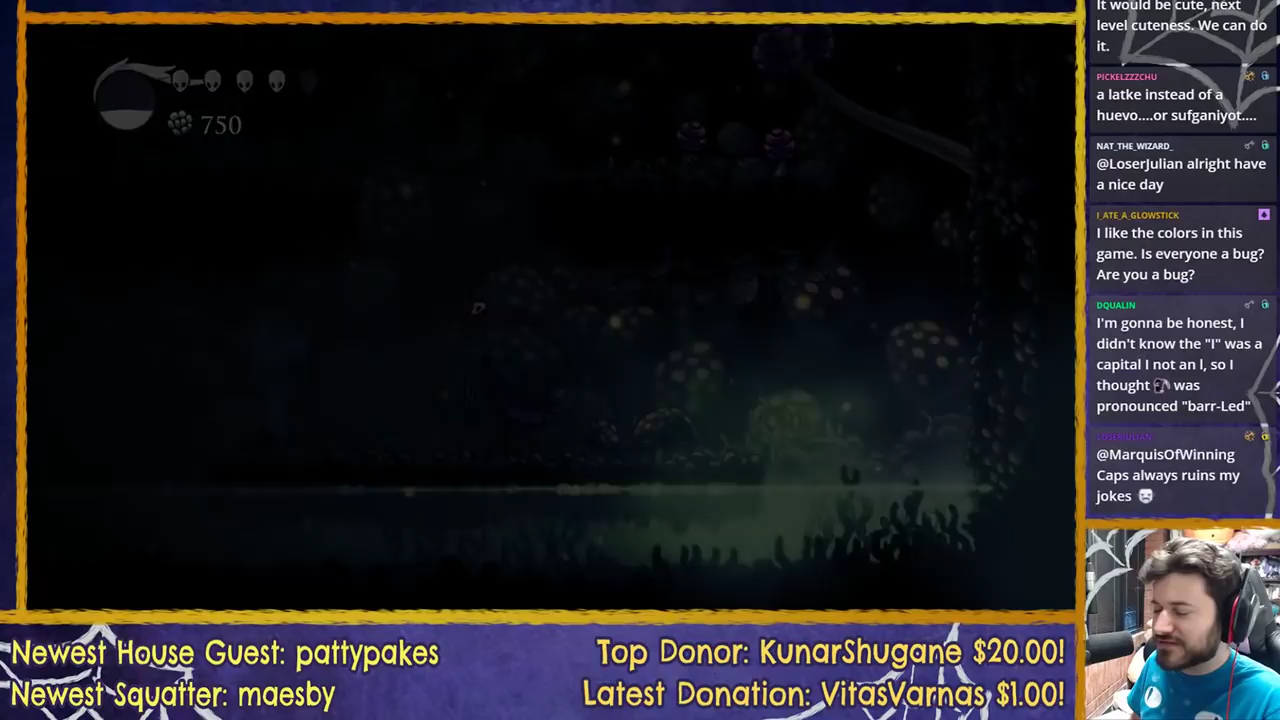 750
It would be cute, next
level cuteness. We can do
it.
PICKELZZZCHU
a latke instead of a
huevo....or sufganiyot....
NAT_THE_WIZARD_
@LoserJulian alright have
a nice day
I_ATE_A_GLOWSTICK
I like the colors in this
game. Is everyone a bug?
Are you a bug?
DQUALIN
I'm gonna be honest, I
didn't know the "I" was a
capital I not an l, so I
thought was
pronounced "barr-Led"
LOSERJULIAN
@MarquisOfWinning
Caps always ruins my
jokes
Newest House Guest: pattypakes
Newest Squatter: maesby
Top Donor: KunarShugane $20.00!
Latest Donation: VitasVarnas $1.00!